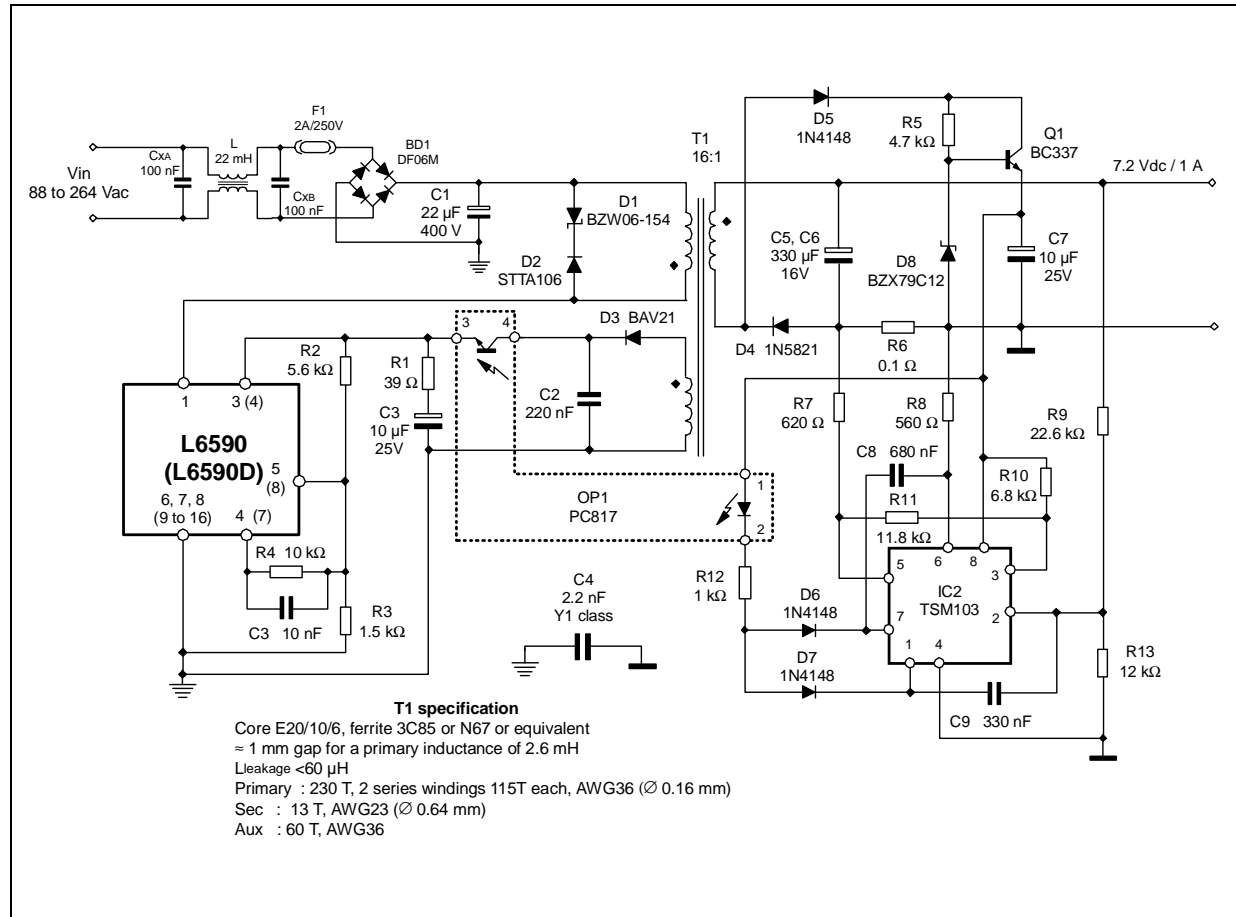 F1
2A/250V
L
22 mH
CXA
100 nF
CXB
100 nF
Vin
88 to 264 Vac
BD1
DF06M
C1
22 µF
400 V
D1
BZW06-154
D2
STTA106
T1
16:1
D5
1N4148
R5
4.7 kΩ
Q1
BC337
7.2 Vdc / 1 A
C5, C6
330 µF
16V
D8
BZX79C12
C7
10 µF
25V
D4 1N5821
R6
0.1 Ω
3
4
D3 BAV21
R2
5.6 kΩ
R1
39 Ω
C3
10 µF
25V
C2
220 nF
1
3 (4)
L6590
(L6590D)
5
(8)
6, 7, 8
(9 to 16)
4 (7)
R4 10 kΩ
C3 10 nF
R3
1.5 kΩ
OP1
PC817
1
2
R7
620 Ω
R8
560 Ω
R9
22.6 kΩ
C8 680 nF
R10
6.8 kΩ
R11
11.8 kΩ
R12
1 kΩ
D6
1N4148
D7
1N4148
5
6
8
3
IC2
TSM103
7
2
1
4
R13
12 kΩ
C9 330 nF
C4
2.2 nF
Y1 class
T1 specification
Core E20/10/6, ferrite 3C85 or N67 or equivalent
≈ 1 mm gap for a primary inductance of 2.6 mH
Lleakage <60 µH
Primary : 230 T, 2 series windings 115T each, AWG36 (∅ 0.16 mm)
Sec : 13 T, AWG23 (∅ 0.64 mm)
Aux : 60 T, AWG36